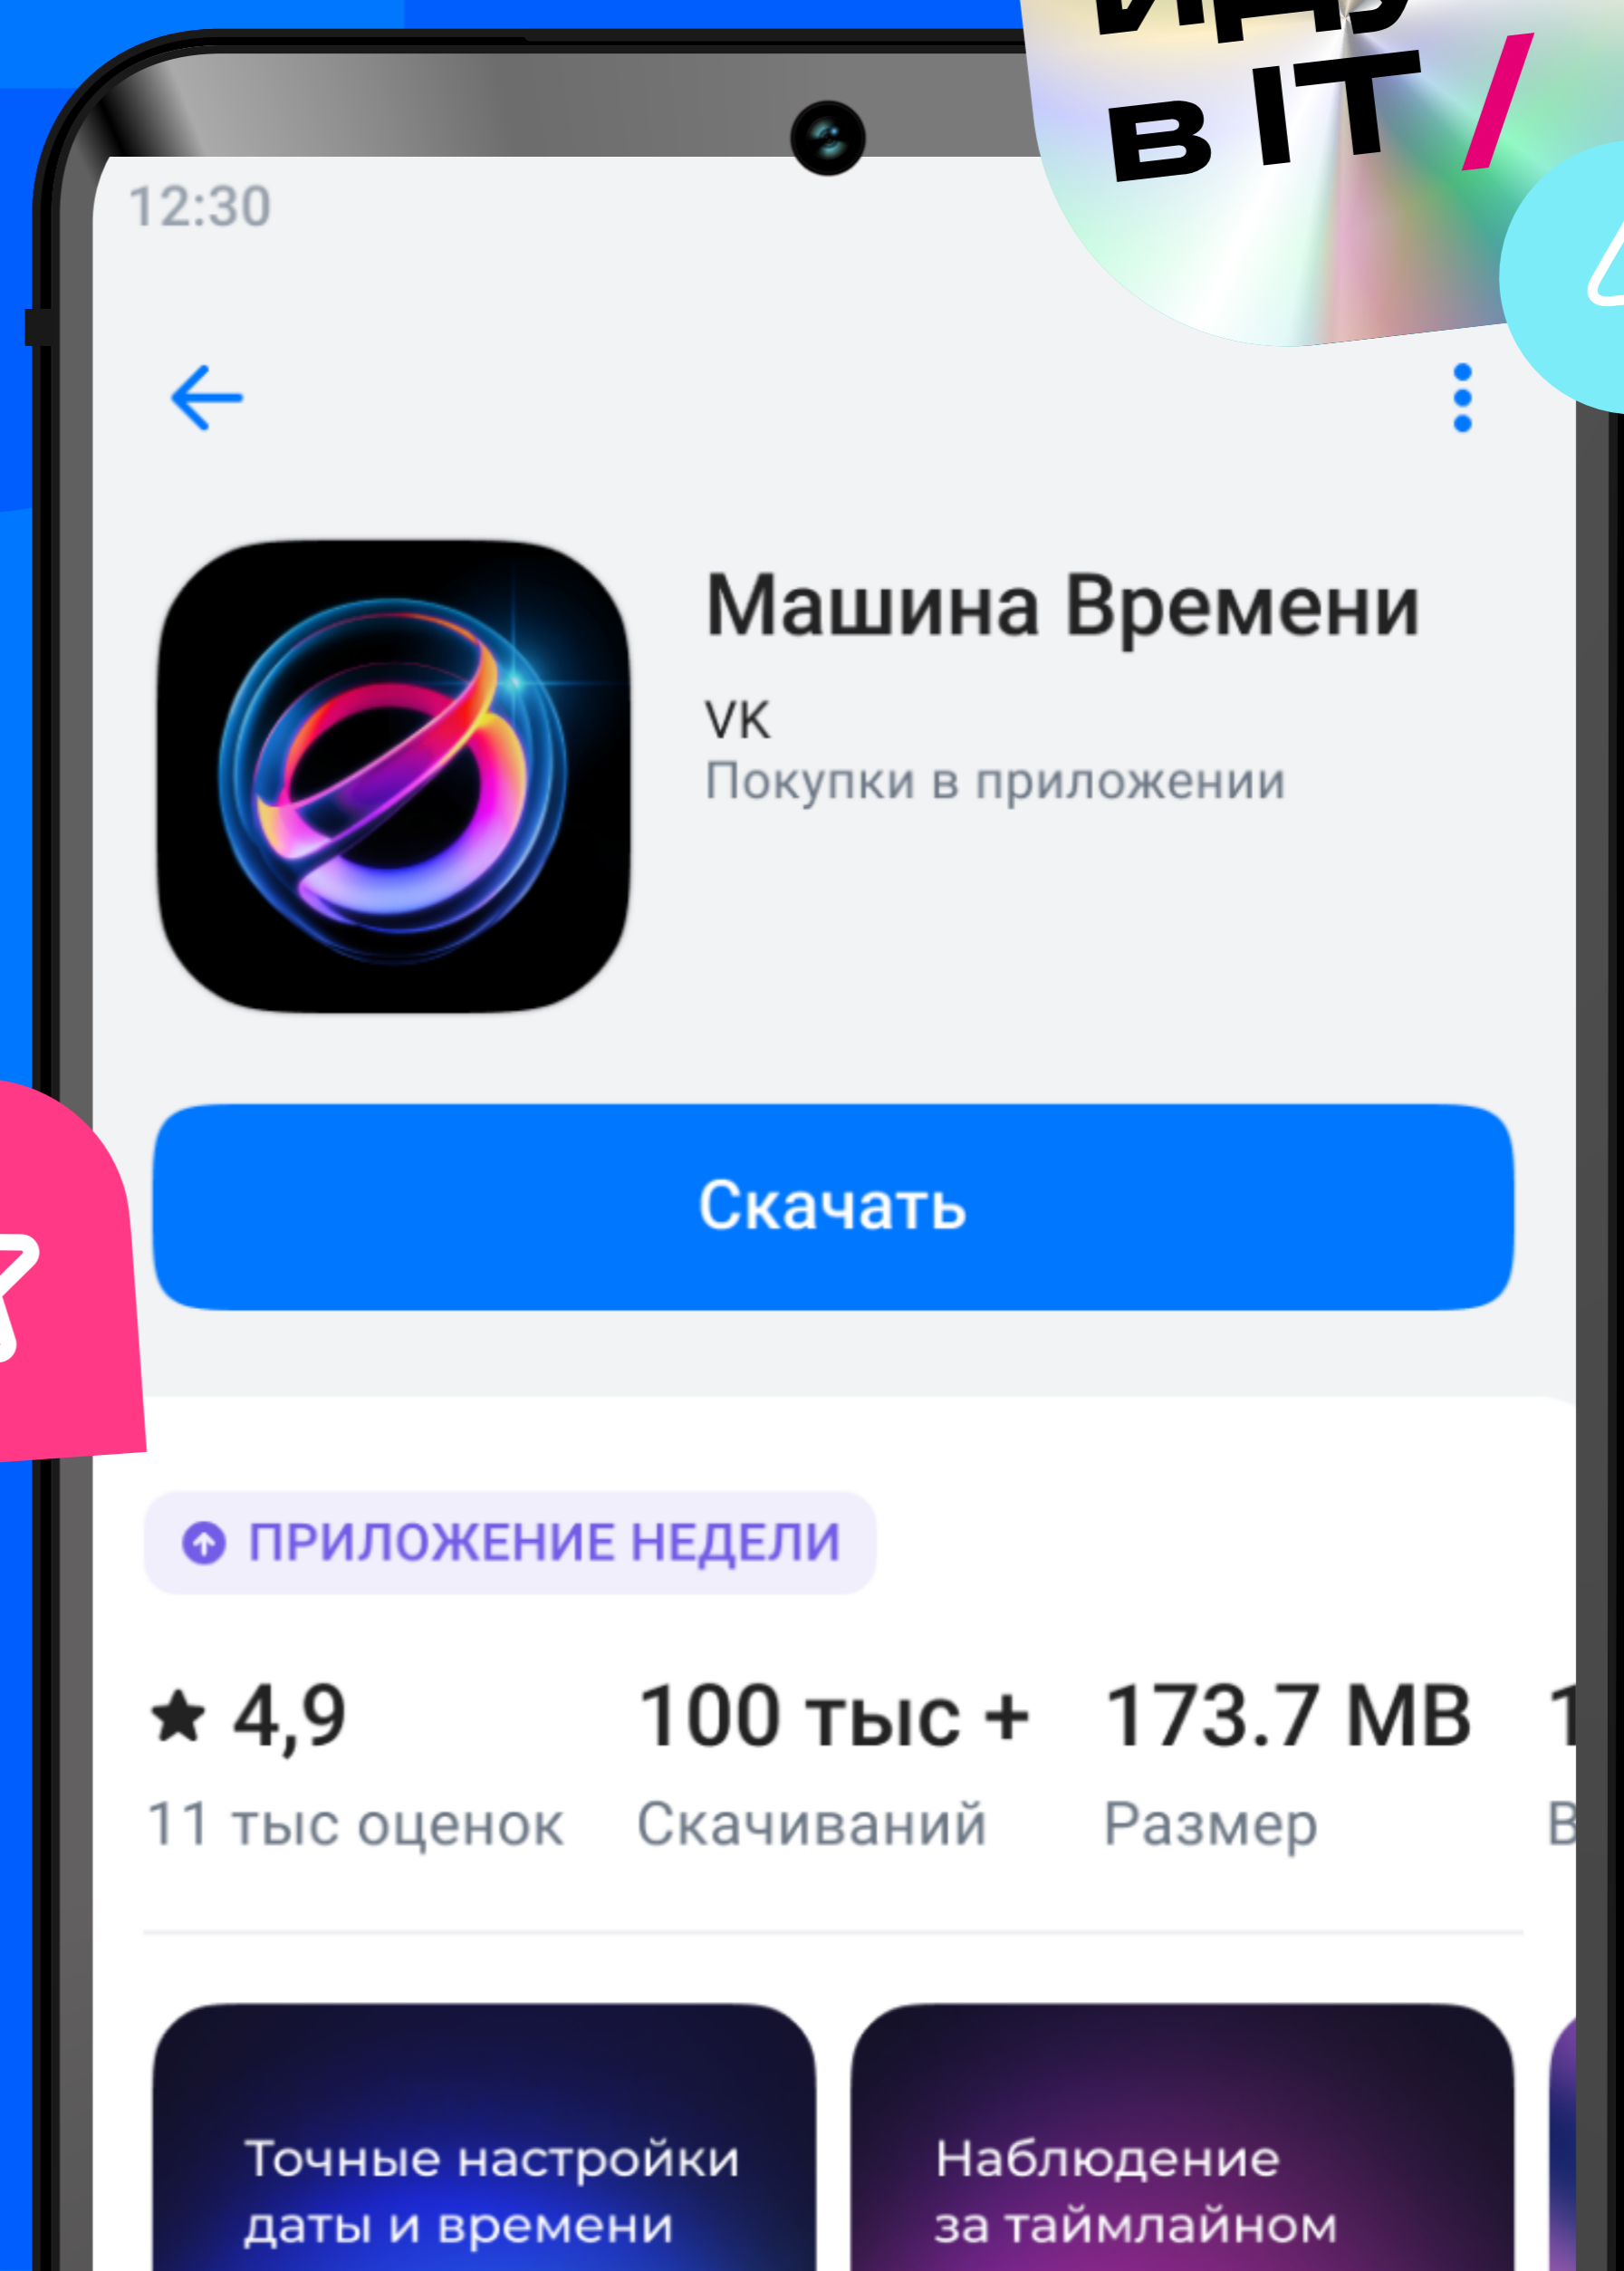 иду
в IT /
12:30
Машина Времени
VK
Покупки в приложении
Скачать
ПРИЛОЖЕНИЕ НЕДЕЛИ
4,9
100 тыс +
173.7 MB
11 тыс оценок
Скачиваний
Размер
Точные настройки
даты и времени
Наблюдение
за таймлайном